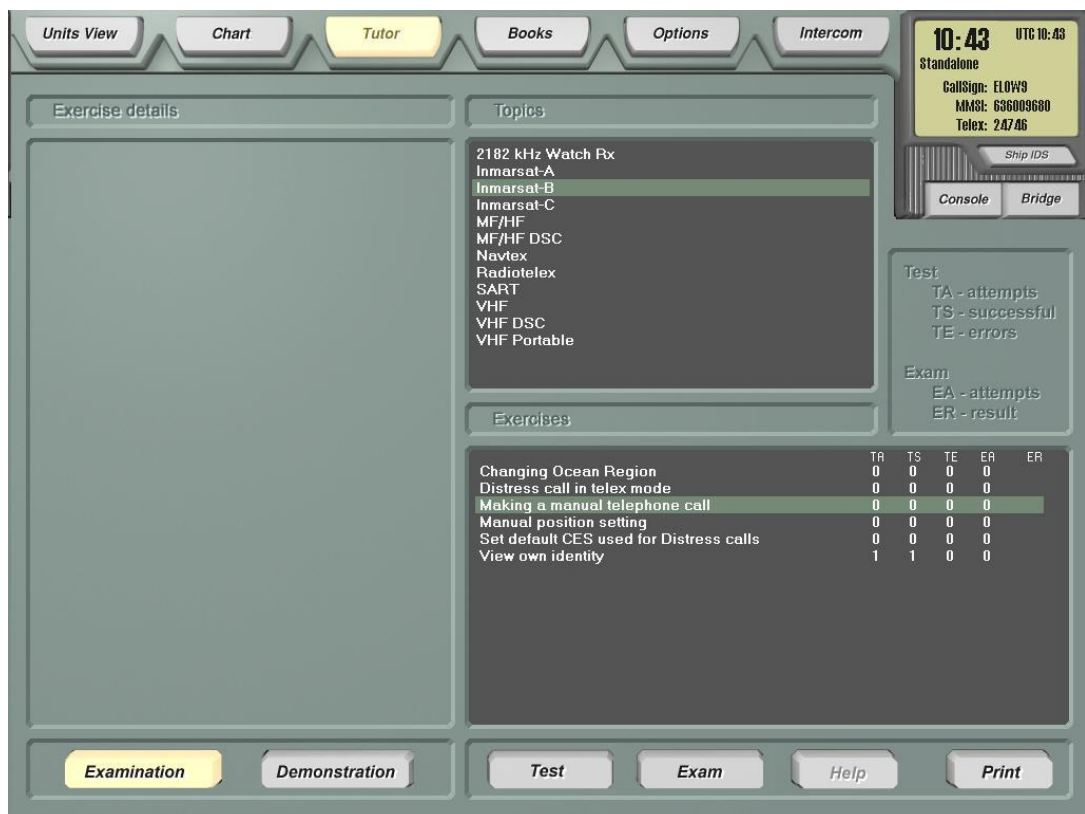 Units View Chart Tutor Books Options Intercom
10:43 UTC 10:43
Standalone
CallSign: ELOW9
MMSI: 636009680
Telex: 24746
Ship IDS
Console Bridge
Exercise details
Topics
2182 kHz Watch Rx
Inmarsat-A
Inmarsat-B
Inmarsat-C
MF/HF
MF/HF DSC
Navtex
Radiotelex
SART
VHF
VHF DSC
VHF Portable
Test
TA - attempts
TS - successful
TE - errors
Exam
EA - attempts
ER - result
Exercises
TA TS TE EA ER
Changing Ocean Region 0 0 0 0
Distress call in telex mode 0 0 0 0
Making a manual telephone call 0 0 0 0
Manual position setting 0 0 0 0
Set default CES used for Distress calls 0 0 0 0
View own identity 1 1 0 0
Examination Demonstration Test Exam Help Print